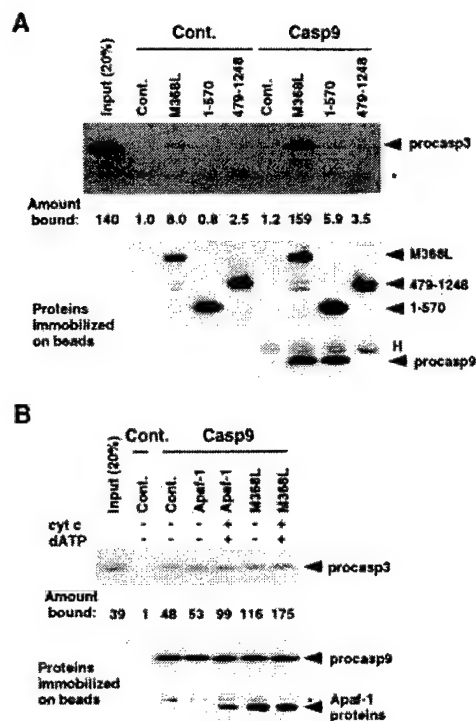 A
Cont. Casp9
Input (20%) Cont. M368L 1-570 479-1248 Cont. M368L 1-570 479-1248
procasp3
*
Amount bound: 140 1.0 8.0 0.8 2.5 1.2 159 5.9 3.5
M368L
479-1248
1-570
Proteins immobilized on beads
H
procasp9
B
Cont. Casp9
Input (20%) Cont. Cont. Apaf-1 Apaf-1 M368L M368L
cyt c - - - + - +
dATP - - - + - +
procasp3
Amount bound: 39 1 48 53 99 116 175
procasp9
Proteins immobilized on beads
*
Apaf-1 proteins